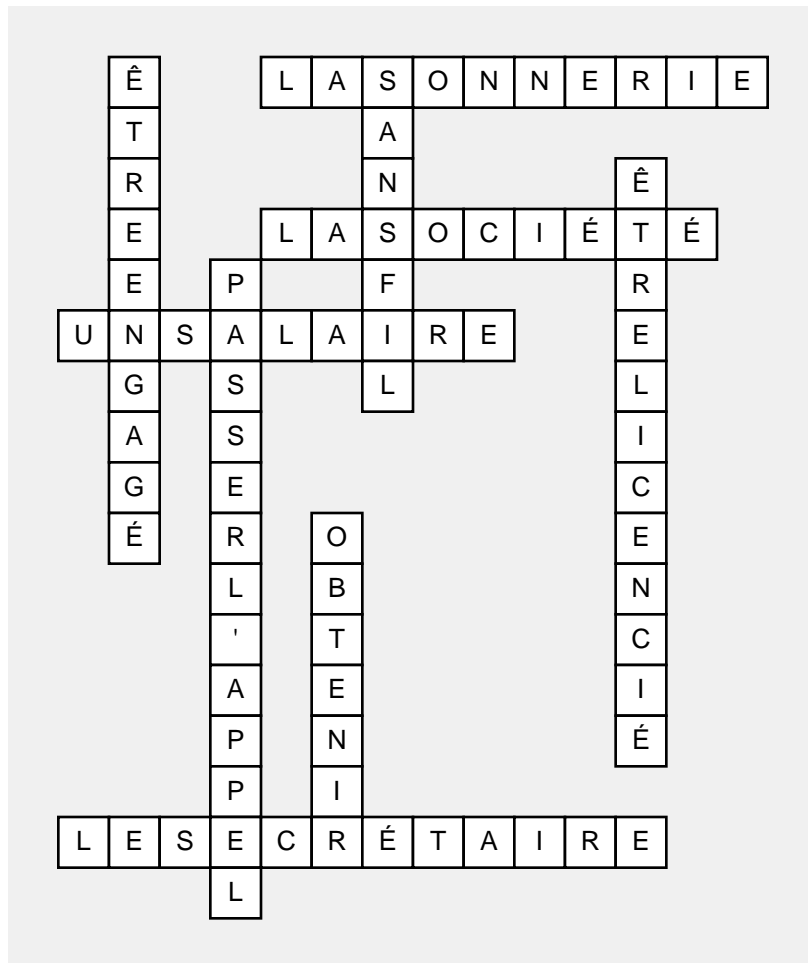 ÊTREENGAGÉ
LASONNERIE
SANSFIL
ÊTRELICENCIÉ
LASOCIÉTÉ
PASSERL'APPEL
UNSALAIRE
OBTENIR
LESECRÉTAIRE